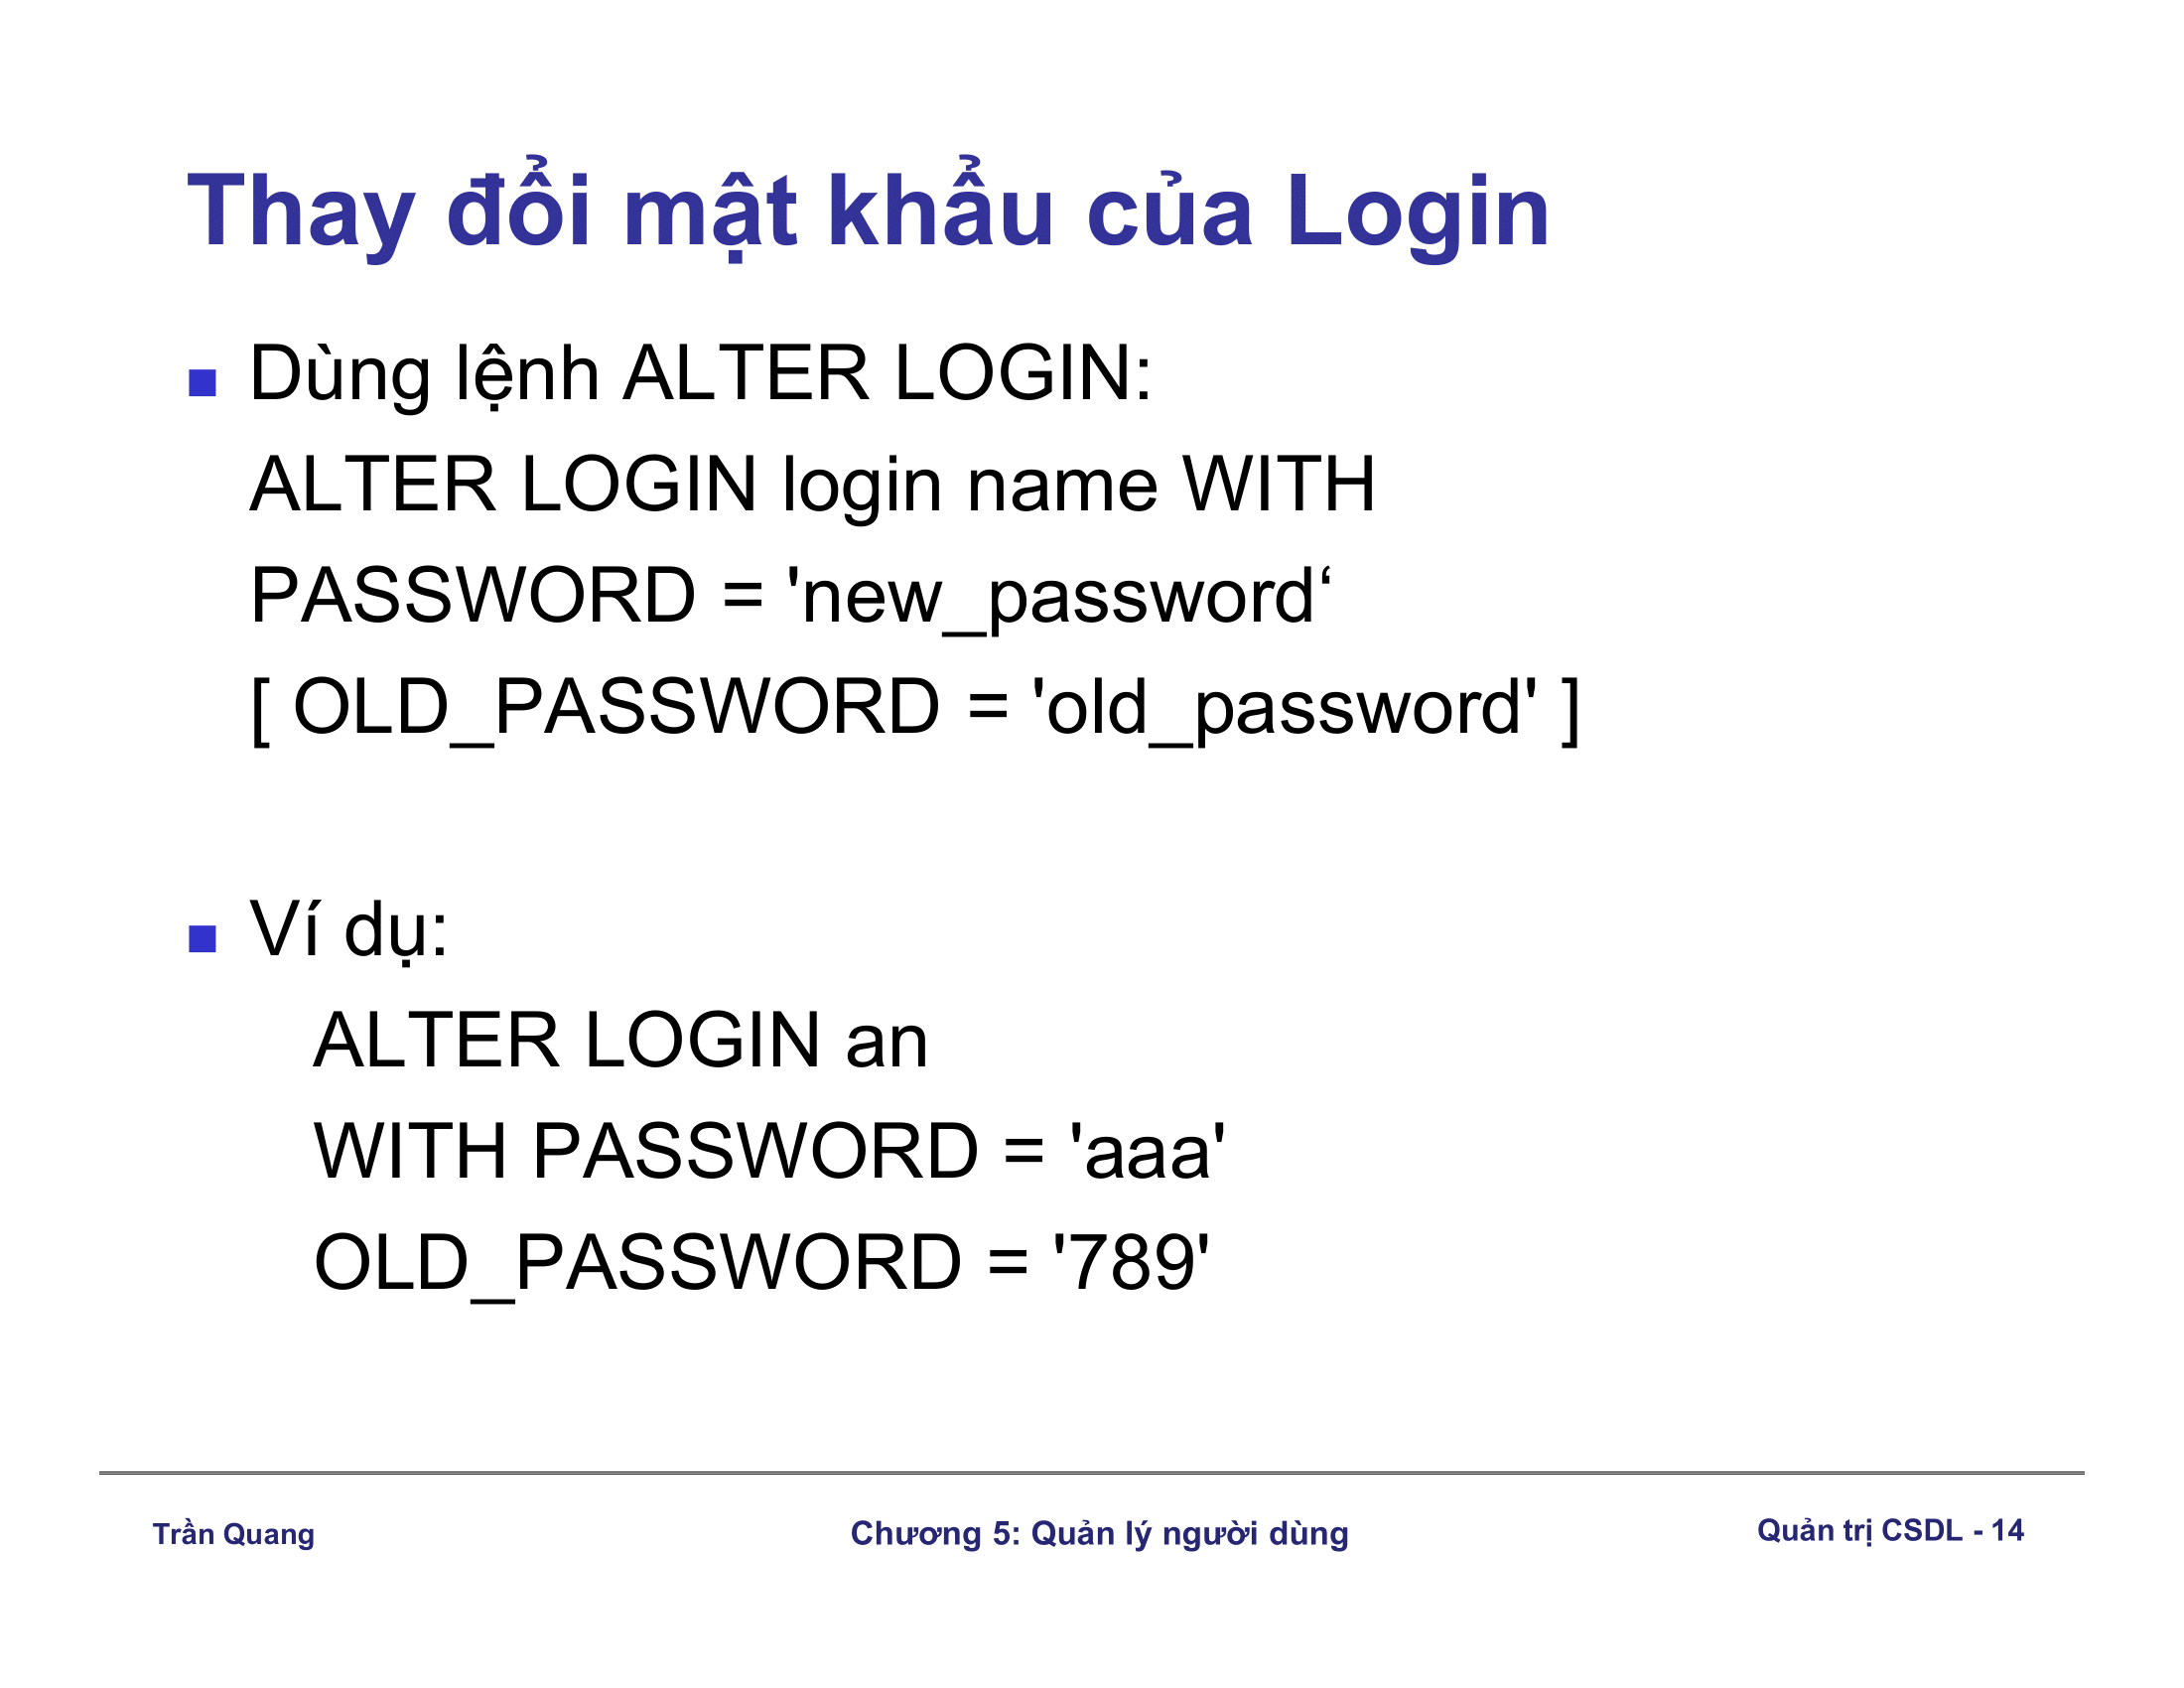 Thay đổi mật khẩu của Login
Dùng lệnh ALTER LOGIN:
ALTER LOGIN login name WITH
PASSWORD = 'new_password‘
[ OLD_PASSWORD = 'old_password' ]
Ví dụ:
ALTER LOGIN an
WITH PASSWORD = 'aaa'
OLD_PASSWORD = '789'
Trần Quang
Chương 5: Quản lý người dùng
Quản trị CSDL - 14